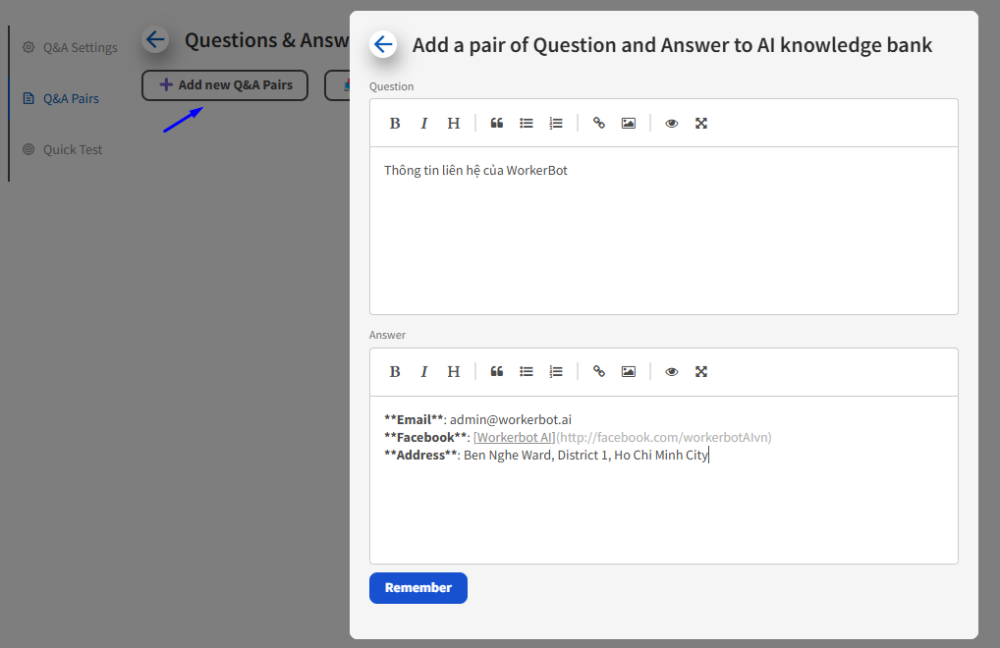 Q&A Settings
Q&A Pairs
Quick Test
Questions & Answ
Add new Q&A Pairs
Add a pair of Question and Answer to AI knowledge bank
Question
B I H
Thông tin liên hệ của WorkerBot
Answer
B I H
**Email**: admin@workerbot.ai
**Facebook**: [Workerbot AI](http://facebook.com/workerbotAIvn)
**Address**: Ben Nghe Ward, District 1, Ho Chi Minh City
Remember